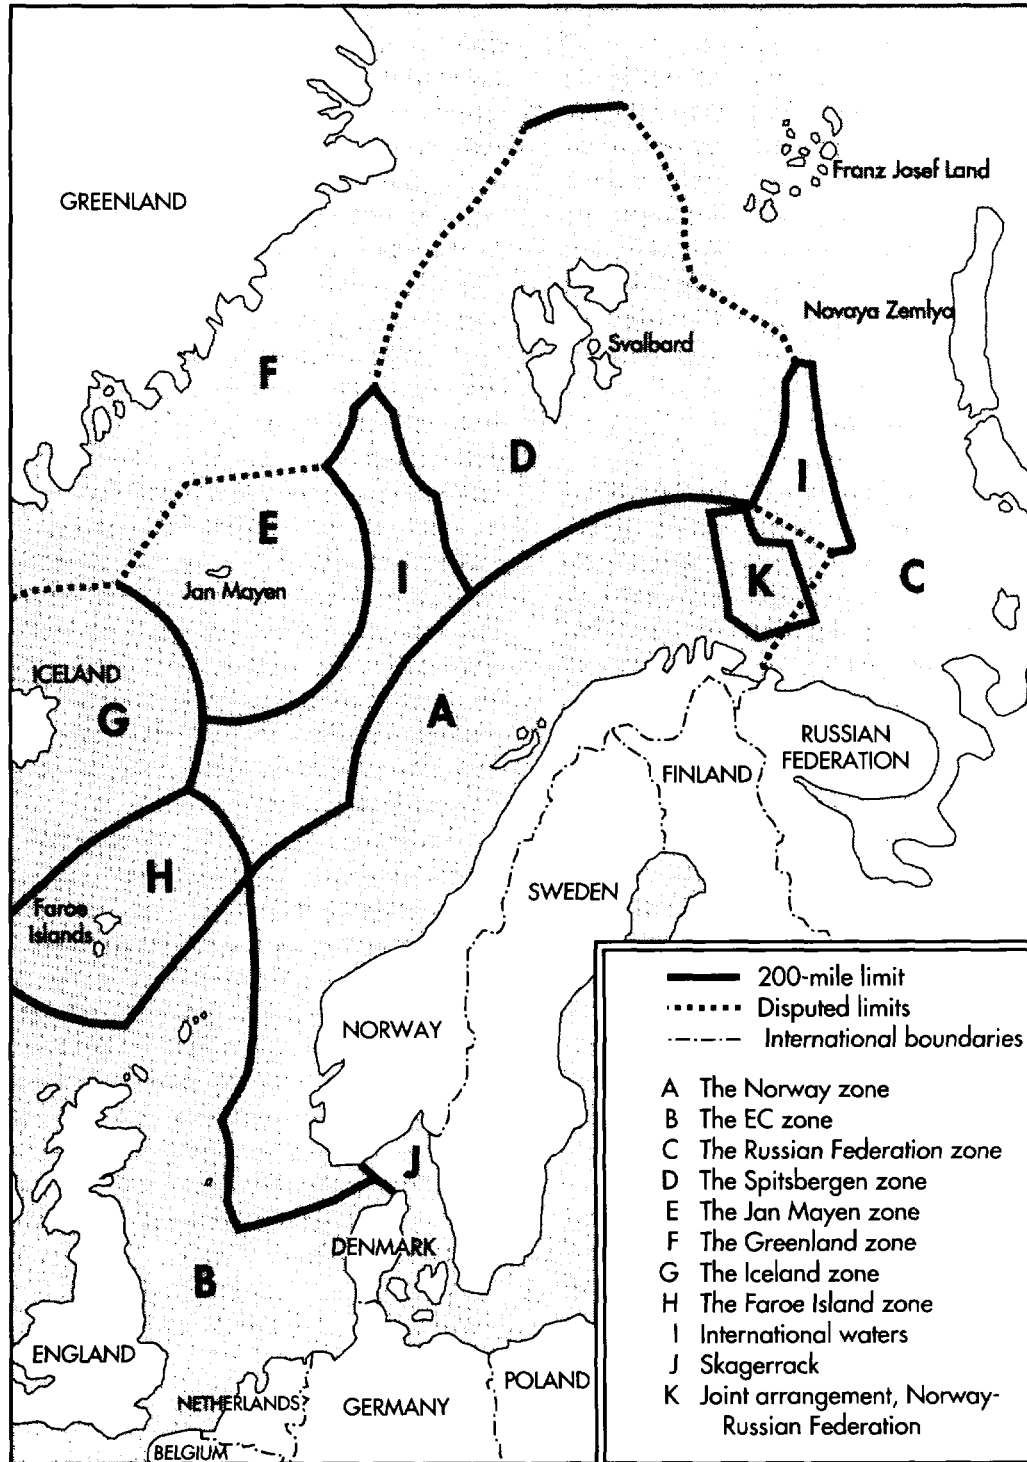 GREENLAND
Franz Josef Land
Novaya Zemlya
Svalbard
F
D
I
E
Jan Mayen
I
K
C
ICELAND
G
A
RUSSIAN
FEDERATION
FINLAND
H
Faroe
Islands
SWEDEN
NORWAY
J
DENMARK
B
ENGLAND
NETHERLANDS
GERMANY
POLAND
BELGIUM
200-mile limit
Disputed limits
International boundaries
A The Norway zone
B The EC zone
C The Russian Federation zone
D The Spitsbergen zone
E The Jan Mayen zone
F The Greenland zone
G The Iceland zone
H The Faroe Island zone
I International waters
J Skagerrack
K Joint arrangement, Norway-
Russian Federation